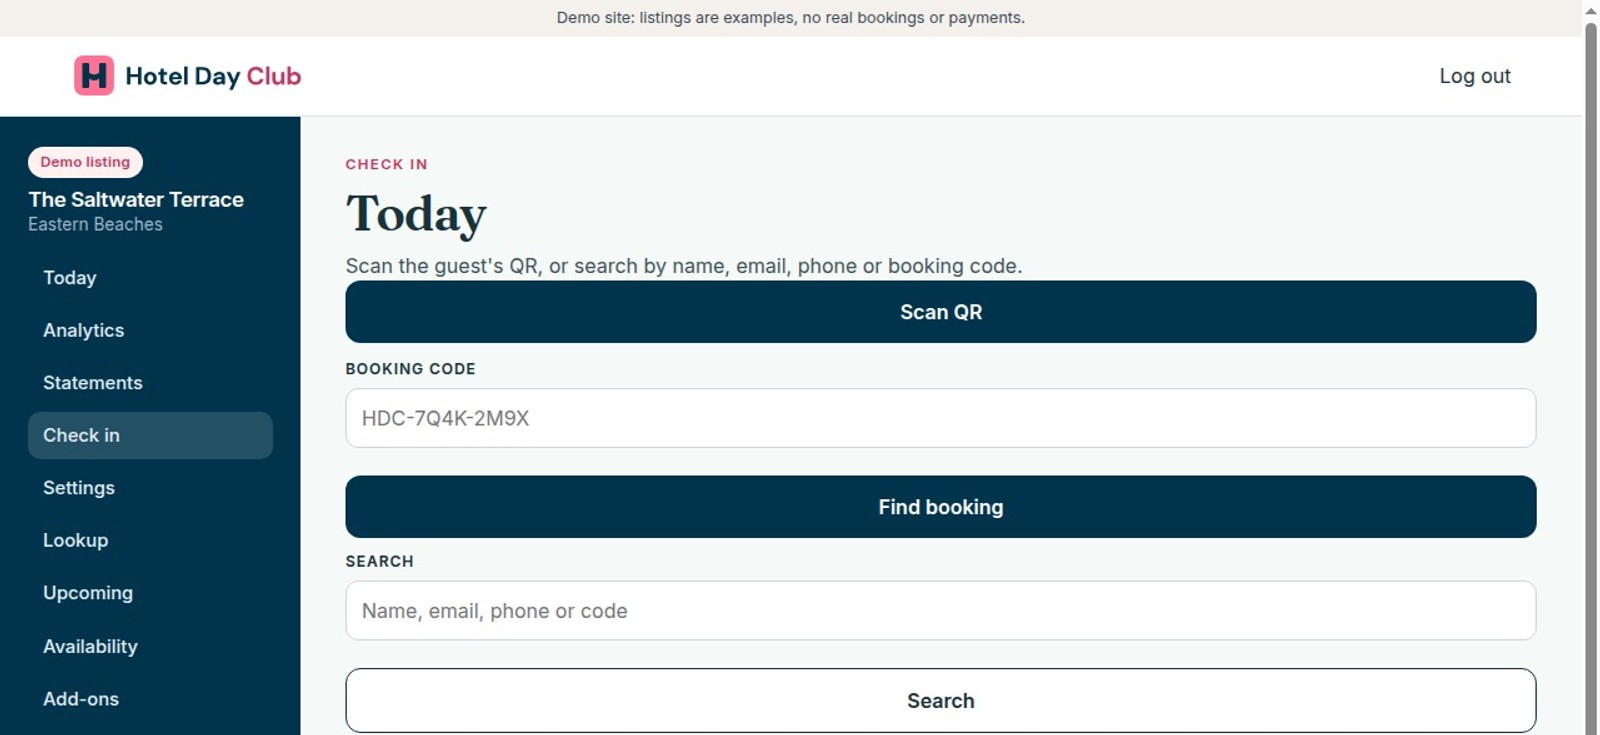 Demo site: listings are examples, no real bookings or payments.
H Hotel Day Club
Log out
Demo listing
The Saltwater Terrace
Eastern Beaches
Today
Analytics
Statements
Check in
Settings
Lookup
Upcoming
Availability
Add-ons
CHECK IN
Today
Scan the guest's QR, or search by name, email, phone or booking code.
Scan QR
BOOKING CODE
HDC-7Q4K-2M9X
Find booking
SEARCH
Name, email, phone or code
Search